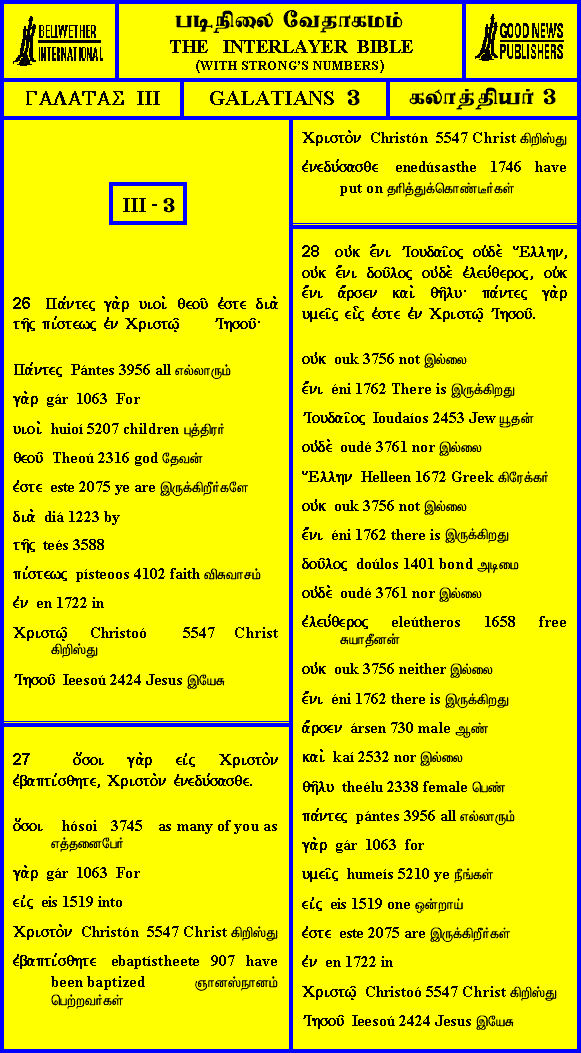 BELLWETHER
INTERNATIONAL
படிநிலை வேதாகமம்
THE INTERLAYER BIBLE
(WITH STRONG'S NUMBERS)
GOOD NEWS
PUBLISHERS
ΓΑΛΑΤΑΣ III
GALATIANS 3
கலாத்தியர் 3
III - 3
26 Πάντες γὰρ υιοὶ θεοῦ ἐστε διὰ
τῆς πίστεως ἐν Χριστῷ Ἰησοῦ·
Πάντες Pántes 3956 all எல்லாரும்
γὰρ gár 1063 For
υιοὶ huioí 5207 children புத்திரர்
θεοῦ Theoú 2316 god தேவன்
ἐστε este 2075 ye are இருக்கிறீர்களே
διὰ diá 1223 by
τῆς teés 3588
πίστεως písteoos 4102 faith விசுவாசம்
ἐν en 1722 in
Χριστῷ Christoó 5547 Christ
கிறிஸ்து
Ἰησοῦ Ieesoú 2424 Jesus இயேசு
27 ὅσοι γὰρ εἰς Χριστὸν
ἐβαπτίσθητε, Χριστὸν ἐνεδύσασθε.
ὅσοι hósoi 3745 as many of you as
எத்தனைபேர்
γὰρ gár 1063 For
εἰς eis 1519 into
Χριστὸν Christón 5547 Christ கிறிஸ்து
ἐβαπτίσθητε ebaptístheete 907 have
been baptized ஞானஸ்நானம்
பெற்றவர்கள்
Χριστὸν Christón 5547 Christ கிறிஸ்து
ἐνεδύσασθε enedúsasthe 1746 have
put on தரித்துக்கொண்டீர்கள்
28 οὐκ ἔνι Ἰουδαῖος οὐδὲ Ἕλλην,
οὐκ ἔνι δοῦλος οὐδὲ ἐλεύθερος, οὐκ
ἔνι ἄρσεν καὶ θῆλυ· πάντες γὰρ
υμεῖς εἷς ἐστε ἐν Χριστῷ Ἰησοῦ.
οὐκ ouk 3756 not இல்லை
ἔνι éni 1762 There is இருக்கிறது
Ἰουδαῖος Ioudaíos 2453 Jew யூதன்
οὐδὲ oudé 3761 nor இல்லை
Ἕλλην Helleen 1672 Greek கிரேக்கர்
οὐκ ouk 3756 not இல்லை
ἔνι éni 1762 there is இருக்கிறது
δοῦλος doúlos 1401 bond அடிமை
οὐδὲ oudé 3761 nor இல்லை
ἐλεύθερος eleútheros 1658 free
சுயாதீனன்
οὐκ ouk 3756 neither இல்லை
ἔνι éni 1762 there is இருக்கிறது
ἄρσεν ársen 730 male ஆண்
καὶ kaí 2532 nor இல்லை
θῆλυ theélu 2338 female பெண்
πάντες pántes 3956 all எல்லாரும்
γὰρ gár 1063 for
υμεῖς humeís 5210 ye நீங்கள்
εἰς eis 1519 one ஒன்றாய்
ἐστε este 2075 are இருக்கிறீர்கள்
ἐν en 1722 in
Χριστῷ Christoó 5547 Christ கிறிஸ்து
Ἰησοῦ Ieesoú 2424 Jesus இயேசு